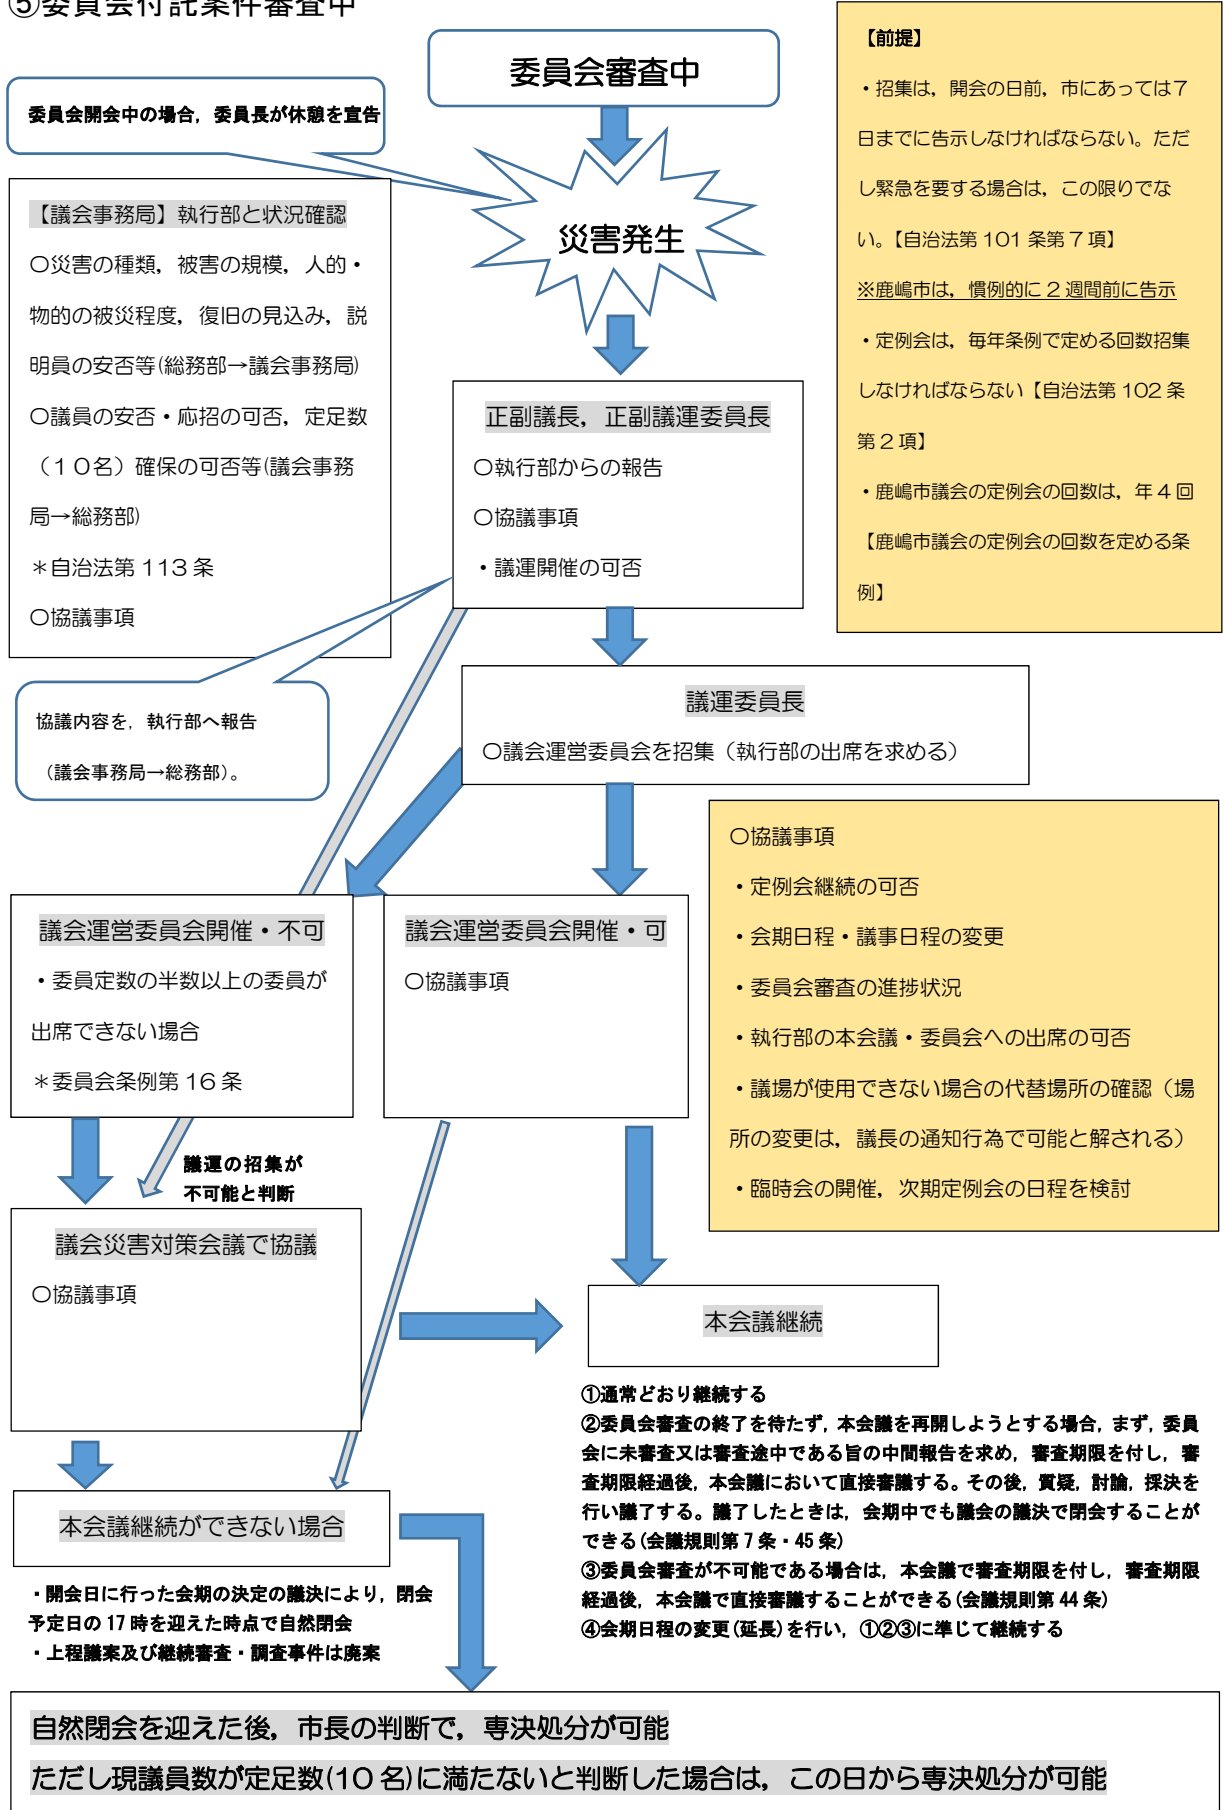 ⑤委員会付託案件審査中
委員会審査中
委員会開会中の場合，委員長が休憩を宣告
災害発生
【前提】
・招集は，開会の日前，市にあっては７
日までに告示しなければならない。ただ
し緊急を要する場合は，この限りでな
い。【自治法第 101 条第７項】
※鹿嶋市は，慣例的に２週間前に告示
・定例会は，毎年条例で定める回数招集
しなければならない【自治法第 102 条
第２項】
・鹿嶋市議会の定例会の回数は，年４回
【鹿嶋市議会の定例会の回数を定める条
例】
【議会事務局】執行部と状況確認
〇災害の種類，被害の規模，人的・
物的の被災程度，復旧の見込み，説
明員の安否等(総務部→議会事務局)
〇議員の安否・応招の可否，定足数
（１０名）確保の可否等(議会事務
局→総務部)
＊自治法第 113 条
〇協議事項
正副議長，正副議運委員長
〇執行部からの報告
〇協議事項
・議運開催の可否
協議内容を，執行部へ報告
（議会事務局→総務部）。
議運委員長
〇議会運営委員会を招集（執行部の出席を求める）
〇協議事項
・定例会継続の可否
・会期日程・議事日程の変更
・委員会審査の進捗状況
・執行部の本会議・委員会への出席の可否
・議場が使用できない場合の代替場所の確認（場
所の変更は，議長の通知行為で可能と解される）
・臨時会の開催，次期定例会の日程を検討
議会運営委員会開催・不可
・委員定数の半数以上の委員が
出席できない場合
＊委員会条例第 16 条
議会運営委員会開催・可
〇協議事項
議運の招集が
不可能と判断
議会災害対策会議で協議
〇協議事項
本会議継続
①通常どおり継続する
②委員会審査の終了を待たず，本会議を再開しようとする場合，まず，委員
会に未審査又は審査途中である旨の中間報告を求め，審査期限を付し，審
査期限経過後，本会議において直接審議する。その後，質疑，討論，採決を
行い議了する。議了したときは，会期中でも議会の議決で閉会することが
できる(会議規則第７条・45 条)
③委員会審査が不可能である場合は，本会議で審査期限を付し，審査期限
経過後，本会議で直接審議することができる(会議規則第 44 条)
④会期日程の変更(延長)を行い，①②③に準じて継続する
本会議継続ができない場合
・開会日に行った会期の決定の議決により，閉会
予定日の 17 時を迎えた時点で自然閉会
・上程議案及び継続審査・調査事件は廃案
自然閉会を迎えた後，市長の判断で，専決処分が可能
ただし現議員数が定足数(１０名)に満たないと判断した場合は，この日から専決処分が可能